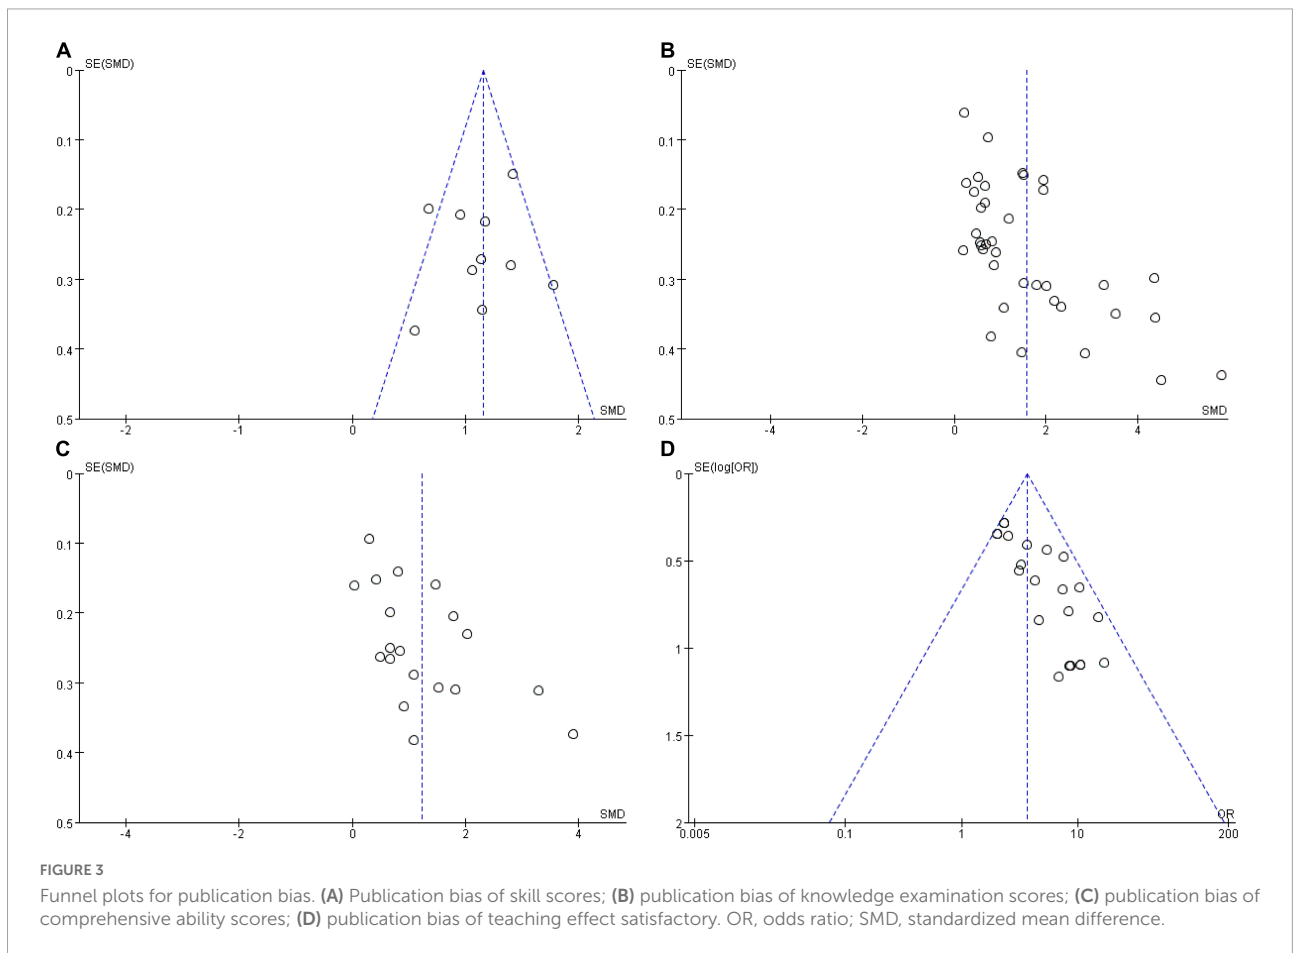 A
SE(SMD)
0
0.1
0.2
0.3
0.4
0.5
-2
-1
0
1
2
SMD
B
SE(SMD)
0
0.1
0.2
0.3
0.4
0.5
-4
-2
0
2
4
SMD
C
SE(SMD)
0
0.1
0.2
0.3
0.4
0.5
-4
-2
0
2
4
SMD
D
SE(log[OR])
0
0.5
1
1.5
2
0.005
0.1
1
10
200
OR
FIGURE 3
Funnel plots for publication bias. (A) Publication bias of skill scores; (B) publication bias of knowledge examination scores; (C) publication bias of
comprehensive ability scores; (D) publication bias of teaching effect satisfactory. OR, odds ratio; SMD, standardized mean difference.